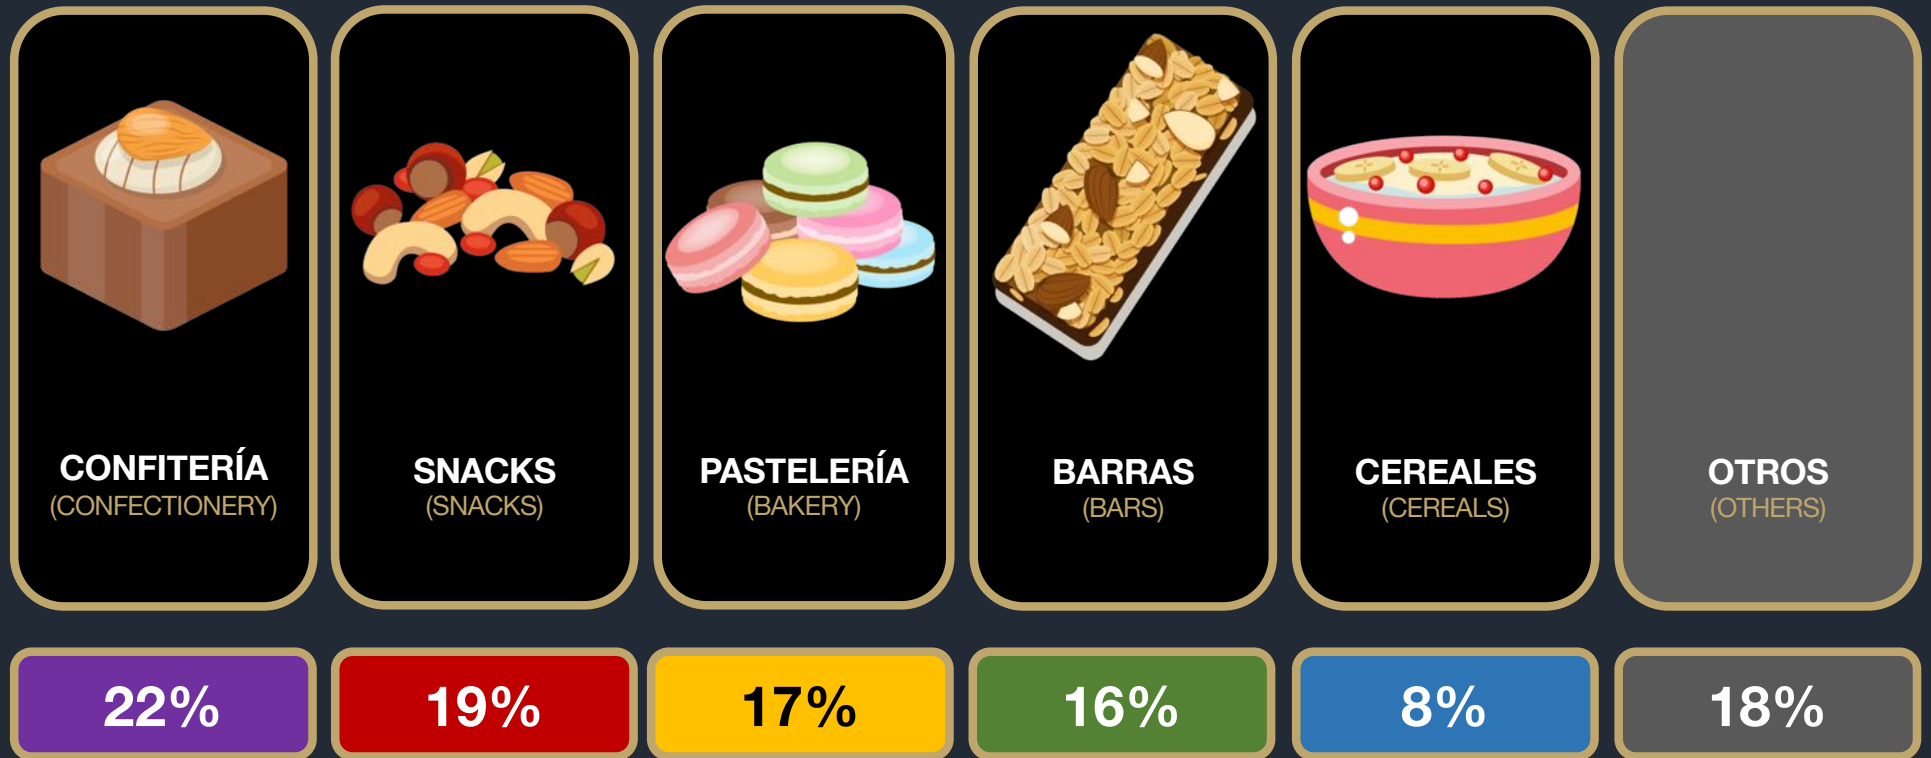 CONFITERÍA
(CONFECTIONERY)
SNACKS
(SNACKS)
PASTELERÍA
(BAKERY)
BARRAS
(BARS)
CEREALES
(CEREALS)
OTROS
(OTHERS)
22%
19%
17%
16%
8%
18%